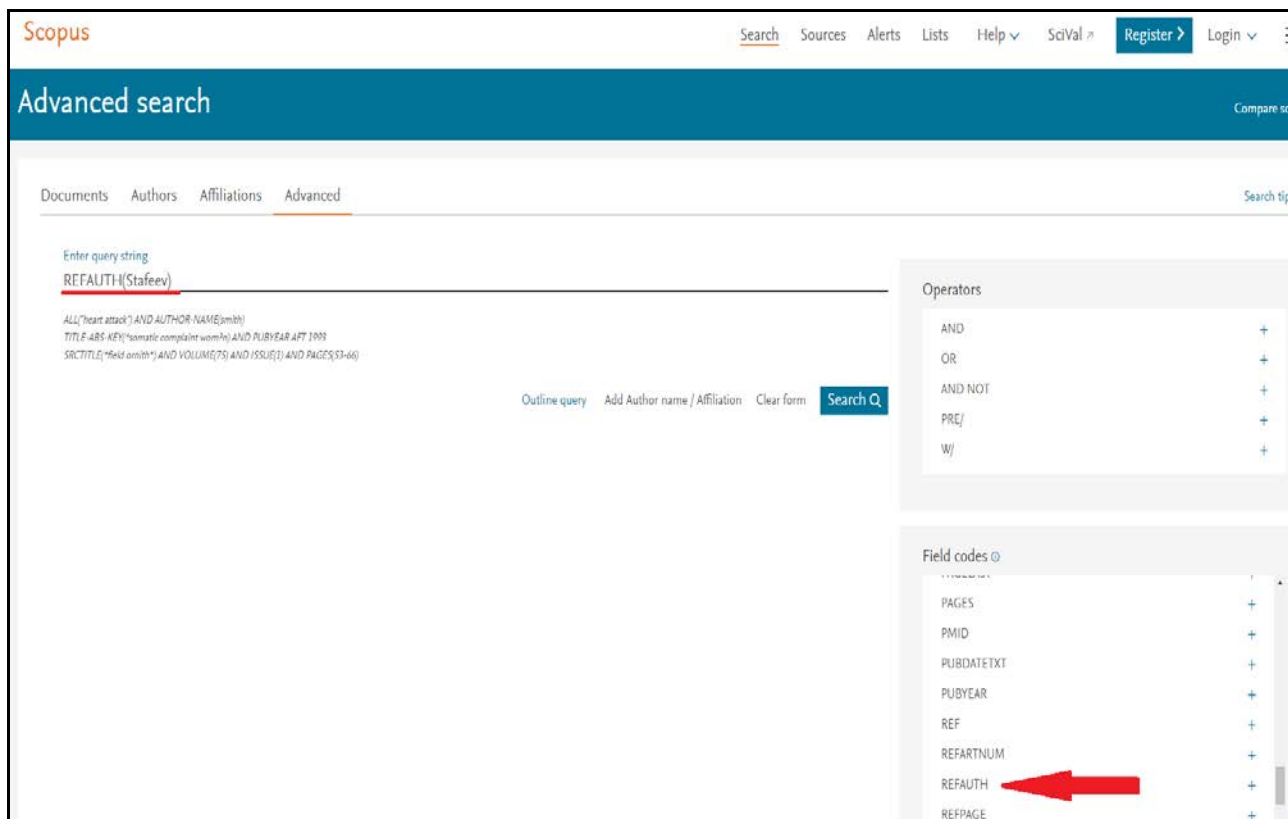 Scopus
Search Sources Alerts Lists Help SciVal Register Login
Advanced search
Compare
Documents Authors Affiliations Advanced
Search
Enter query string
REFAUTH(Stafeev)
ALL("heart attack") AND AUTHOR-NAME(smith)
TITLE-ABS-KEY(*somatic complaint wom?n) AND PUBYEAR AFT 1993
SRCTITLE(*field ornith*) AND VOLUME(75) AND ISSUE(1) AND PAGES(53-66)
Outline query Add Author name / Affiliation Clear form Search
Operators
AND +
OR +
AND NOT +
PRE/ +
W/ +
Field codes
PAGES +
PMID +
PUBDATETXT +
PUBYEAR +
REF +
REFARTNUM +
REFAUTH +
REFPAGE +